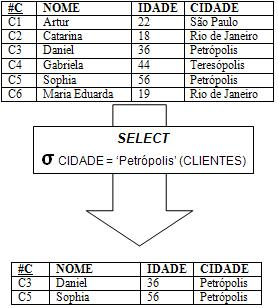 #C NOME IDADE CIDADE
C1 Artur 22 São Paulo
C2 Catarina 18 Rio de Janeiro
C3 Daniel 36 Petrópolis
C4 Gabriela 44 Teresópolis
C5 Sophia 56 Petrópolis
C6 Maria Eduarda 19 Rio de Janeiro
SELECT
σ CIDADE = ‘Petrópolis’ (CLIENTES)
#C NOME IDADE CIDADE
C3 Daniel 36 Petrópolis
C5 Sophia 56 Petrópolis